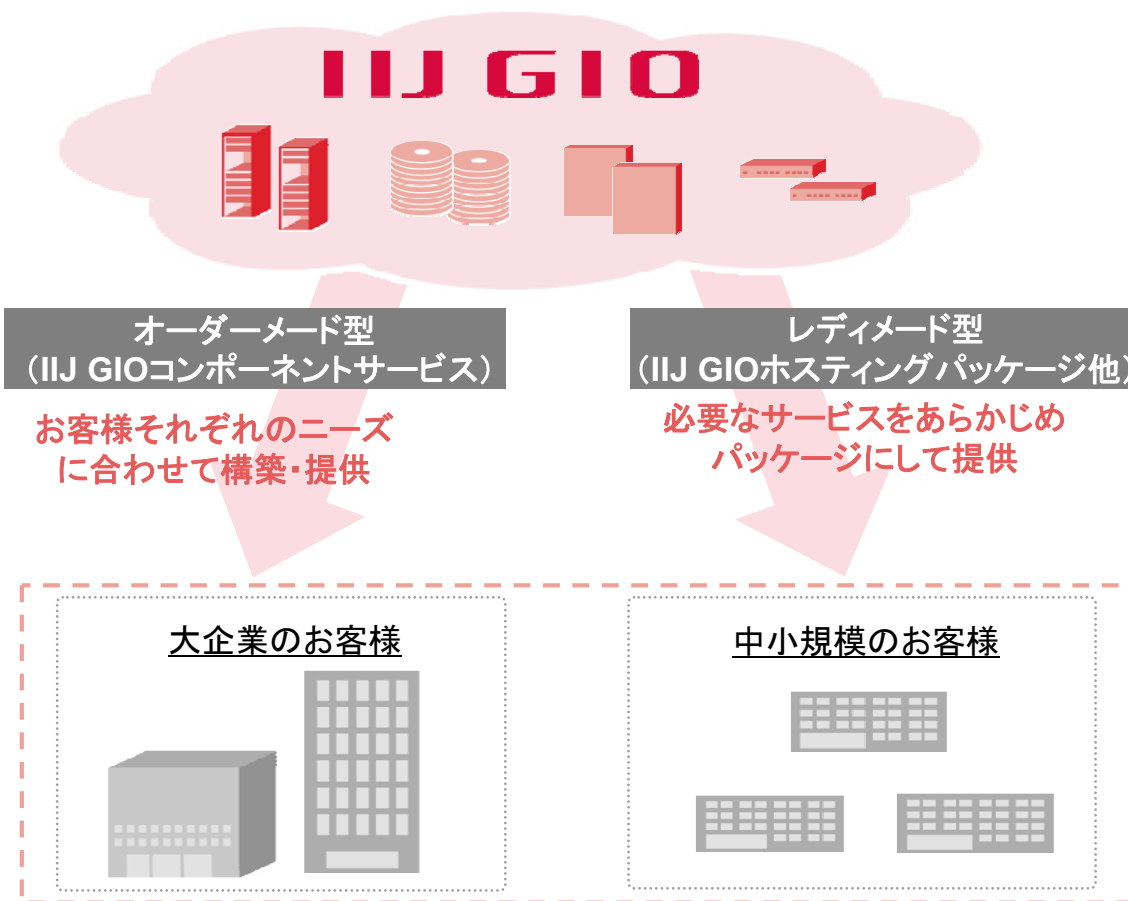 IIJ GIO
オーダーメード型
（IIJ GIOコンポーネントサービス）
お客様それぞれのニーズ
に合わせて構築・提供
レディメード型
（IIJ GIOホスティングパッケージ他）
必要なサービスをあらかじめ
パッケージにして提供
大企業のお客様
中小規模のお客様